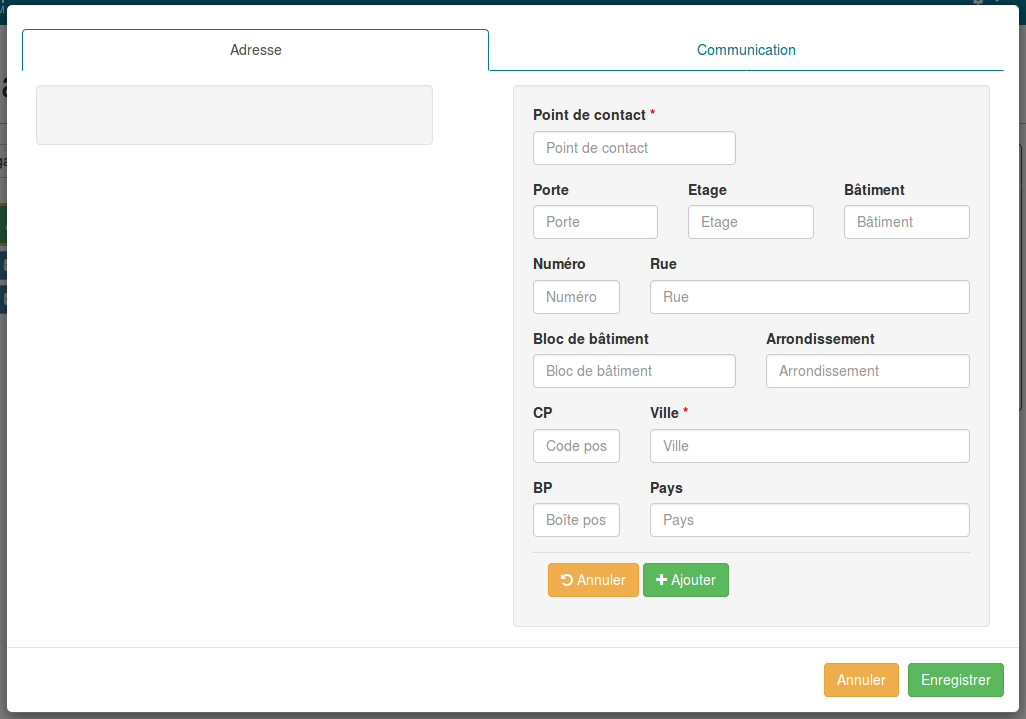 Adresse
Communication
Point de contact *
Point de contact
Porte Etage Bâtiment
Porte Etage Bâtiment
Numéro Rue
Numéro Rue
Bloc de bâtiment Arrondissement
Bloc de bâtiment Arrondissement
CP Ville *
Code pos Ville
BP Pays
Boîte pos Pays
Annuler Ajouter
Annuler Enregistrer